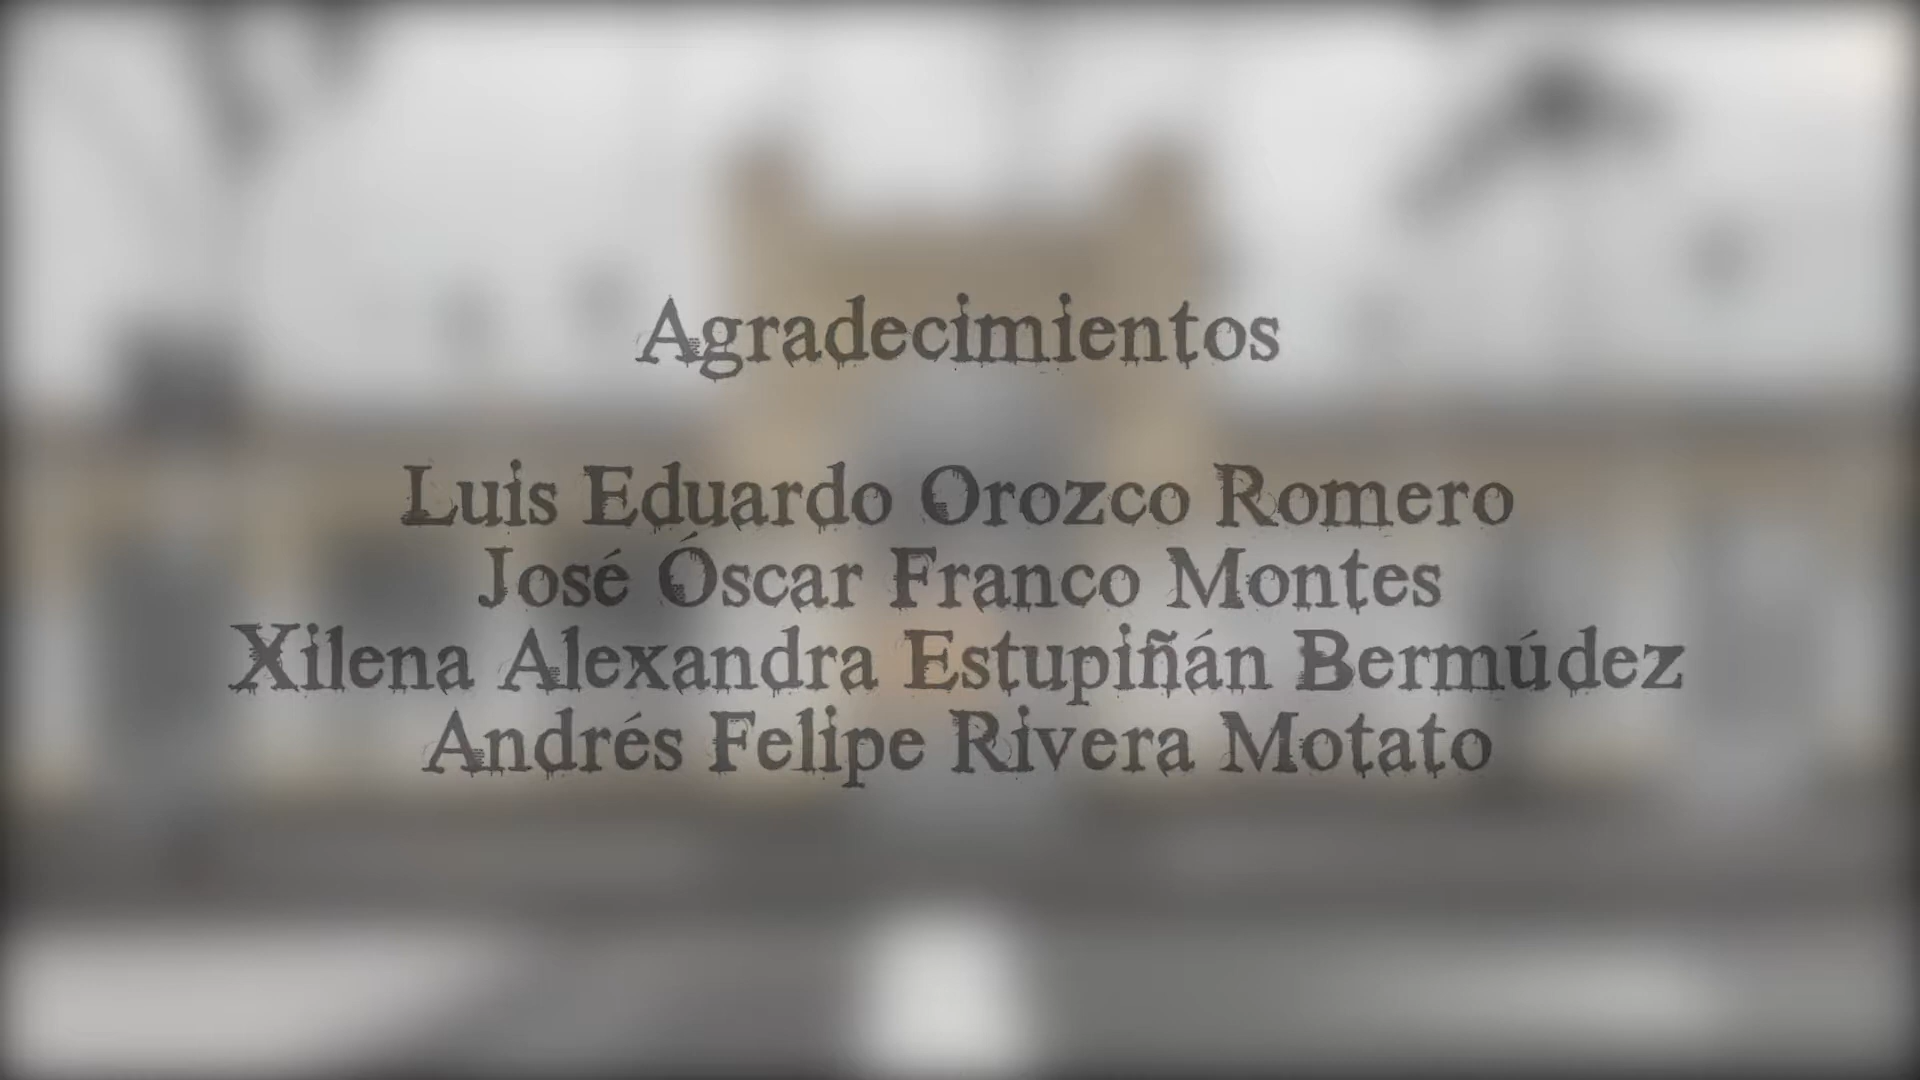 Agradecimientos
Luis Eduardo Orozco Romero
José Óscar Franco Montes
Xilena Alexandra Estupiñán Bermúdez
Andrés Felipe Rivera Motato